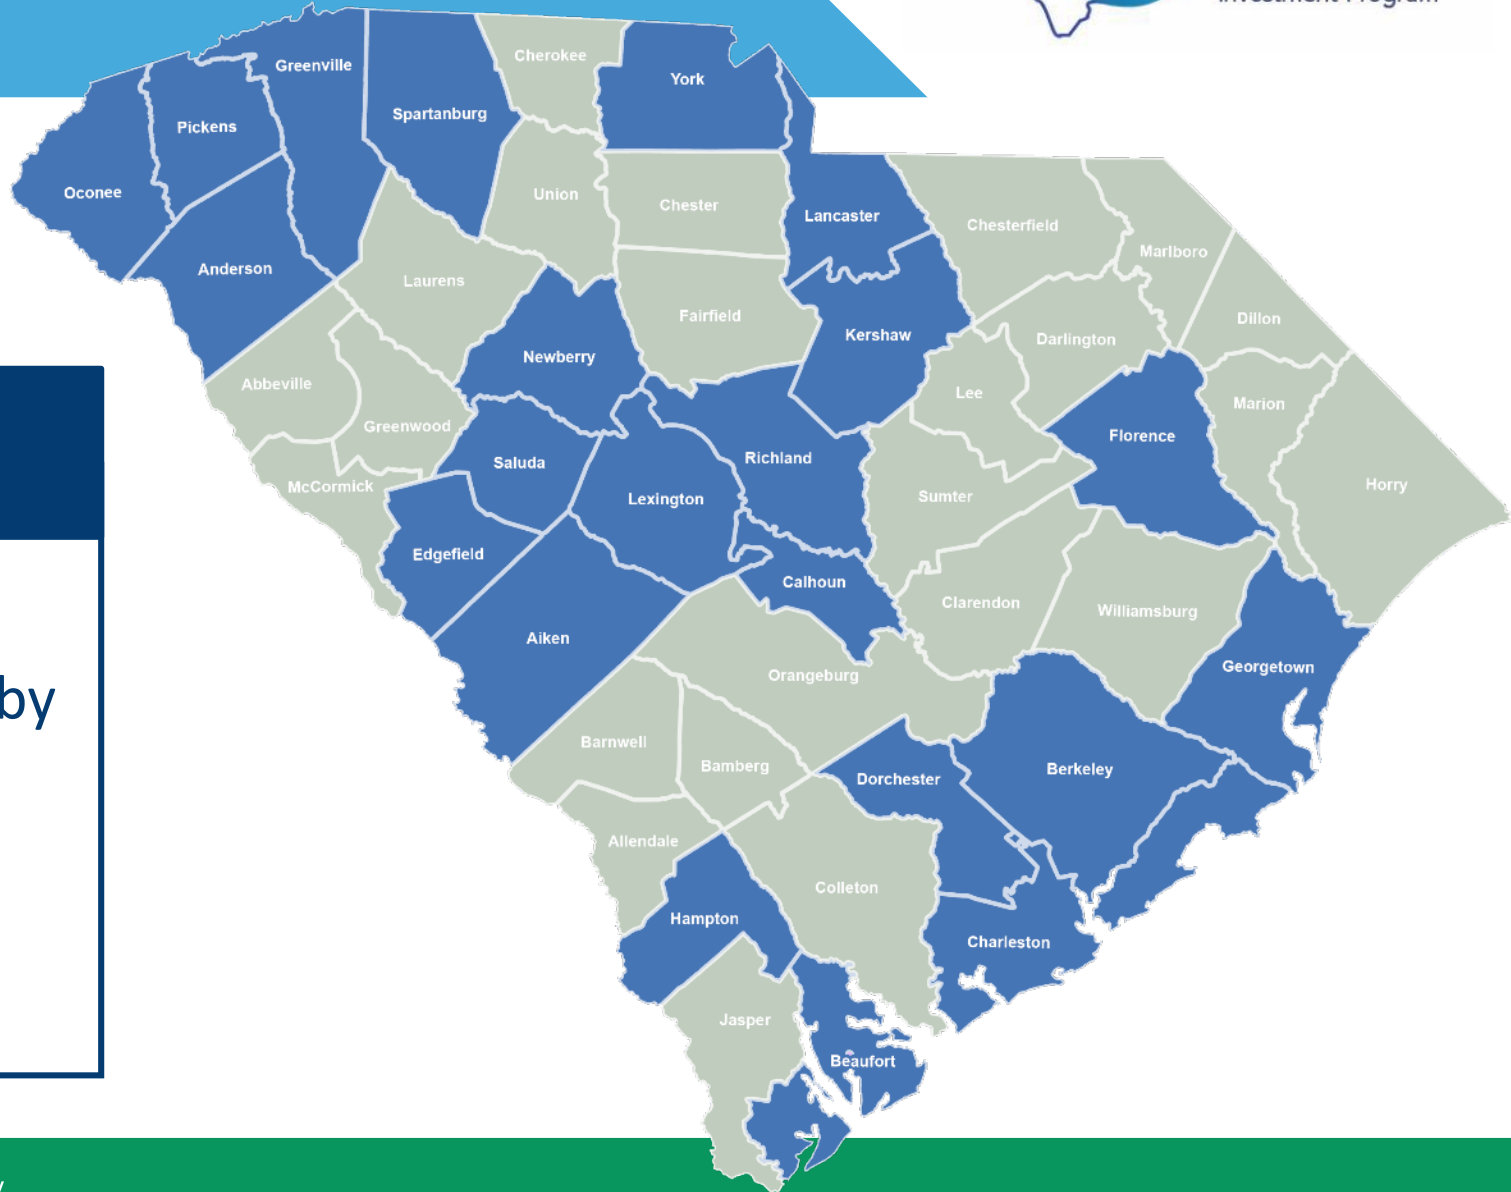 Investment Program
Cherokee
Greenville
York
Spartanburg
Pickens
Oconee
Union
Chester
Lancaster
Chesterfield
Marlboro
Anderson
Laurens
Fairfield
Dillon
Kershaw
Darlington
Newberry
Abbeville
Lee
Marion
Greenwood
Florence
Saluda
Richland
McCormick
Lexington
Sumter
Horry
Edgefield
Calhoun
Clarendon
Williamsburg
Aiken
Georgetown
Orangeburg
by
Barnwell
Bamberg
Dorchester
Berkeley
Allendale
Colleton
Hampton
Charleston
Jasper
Beaufort